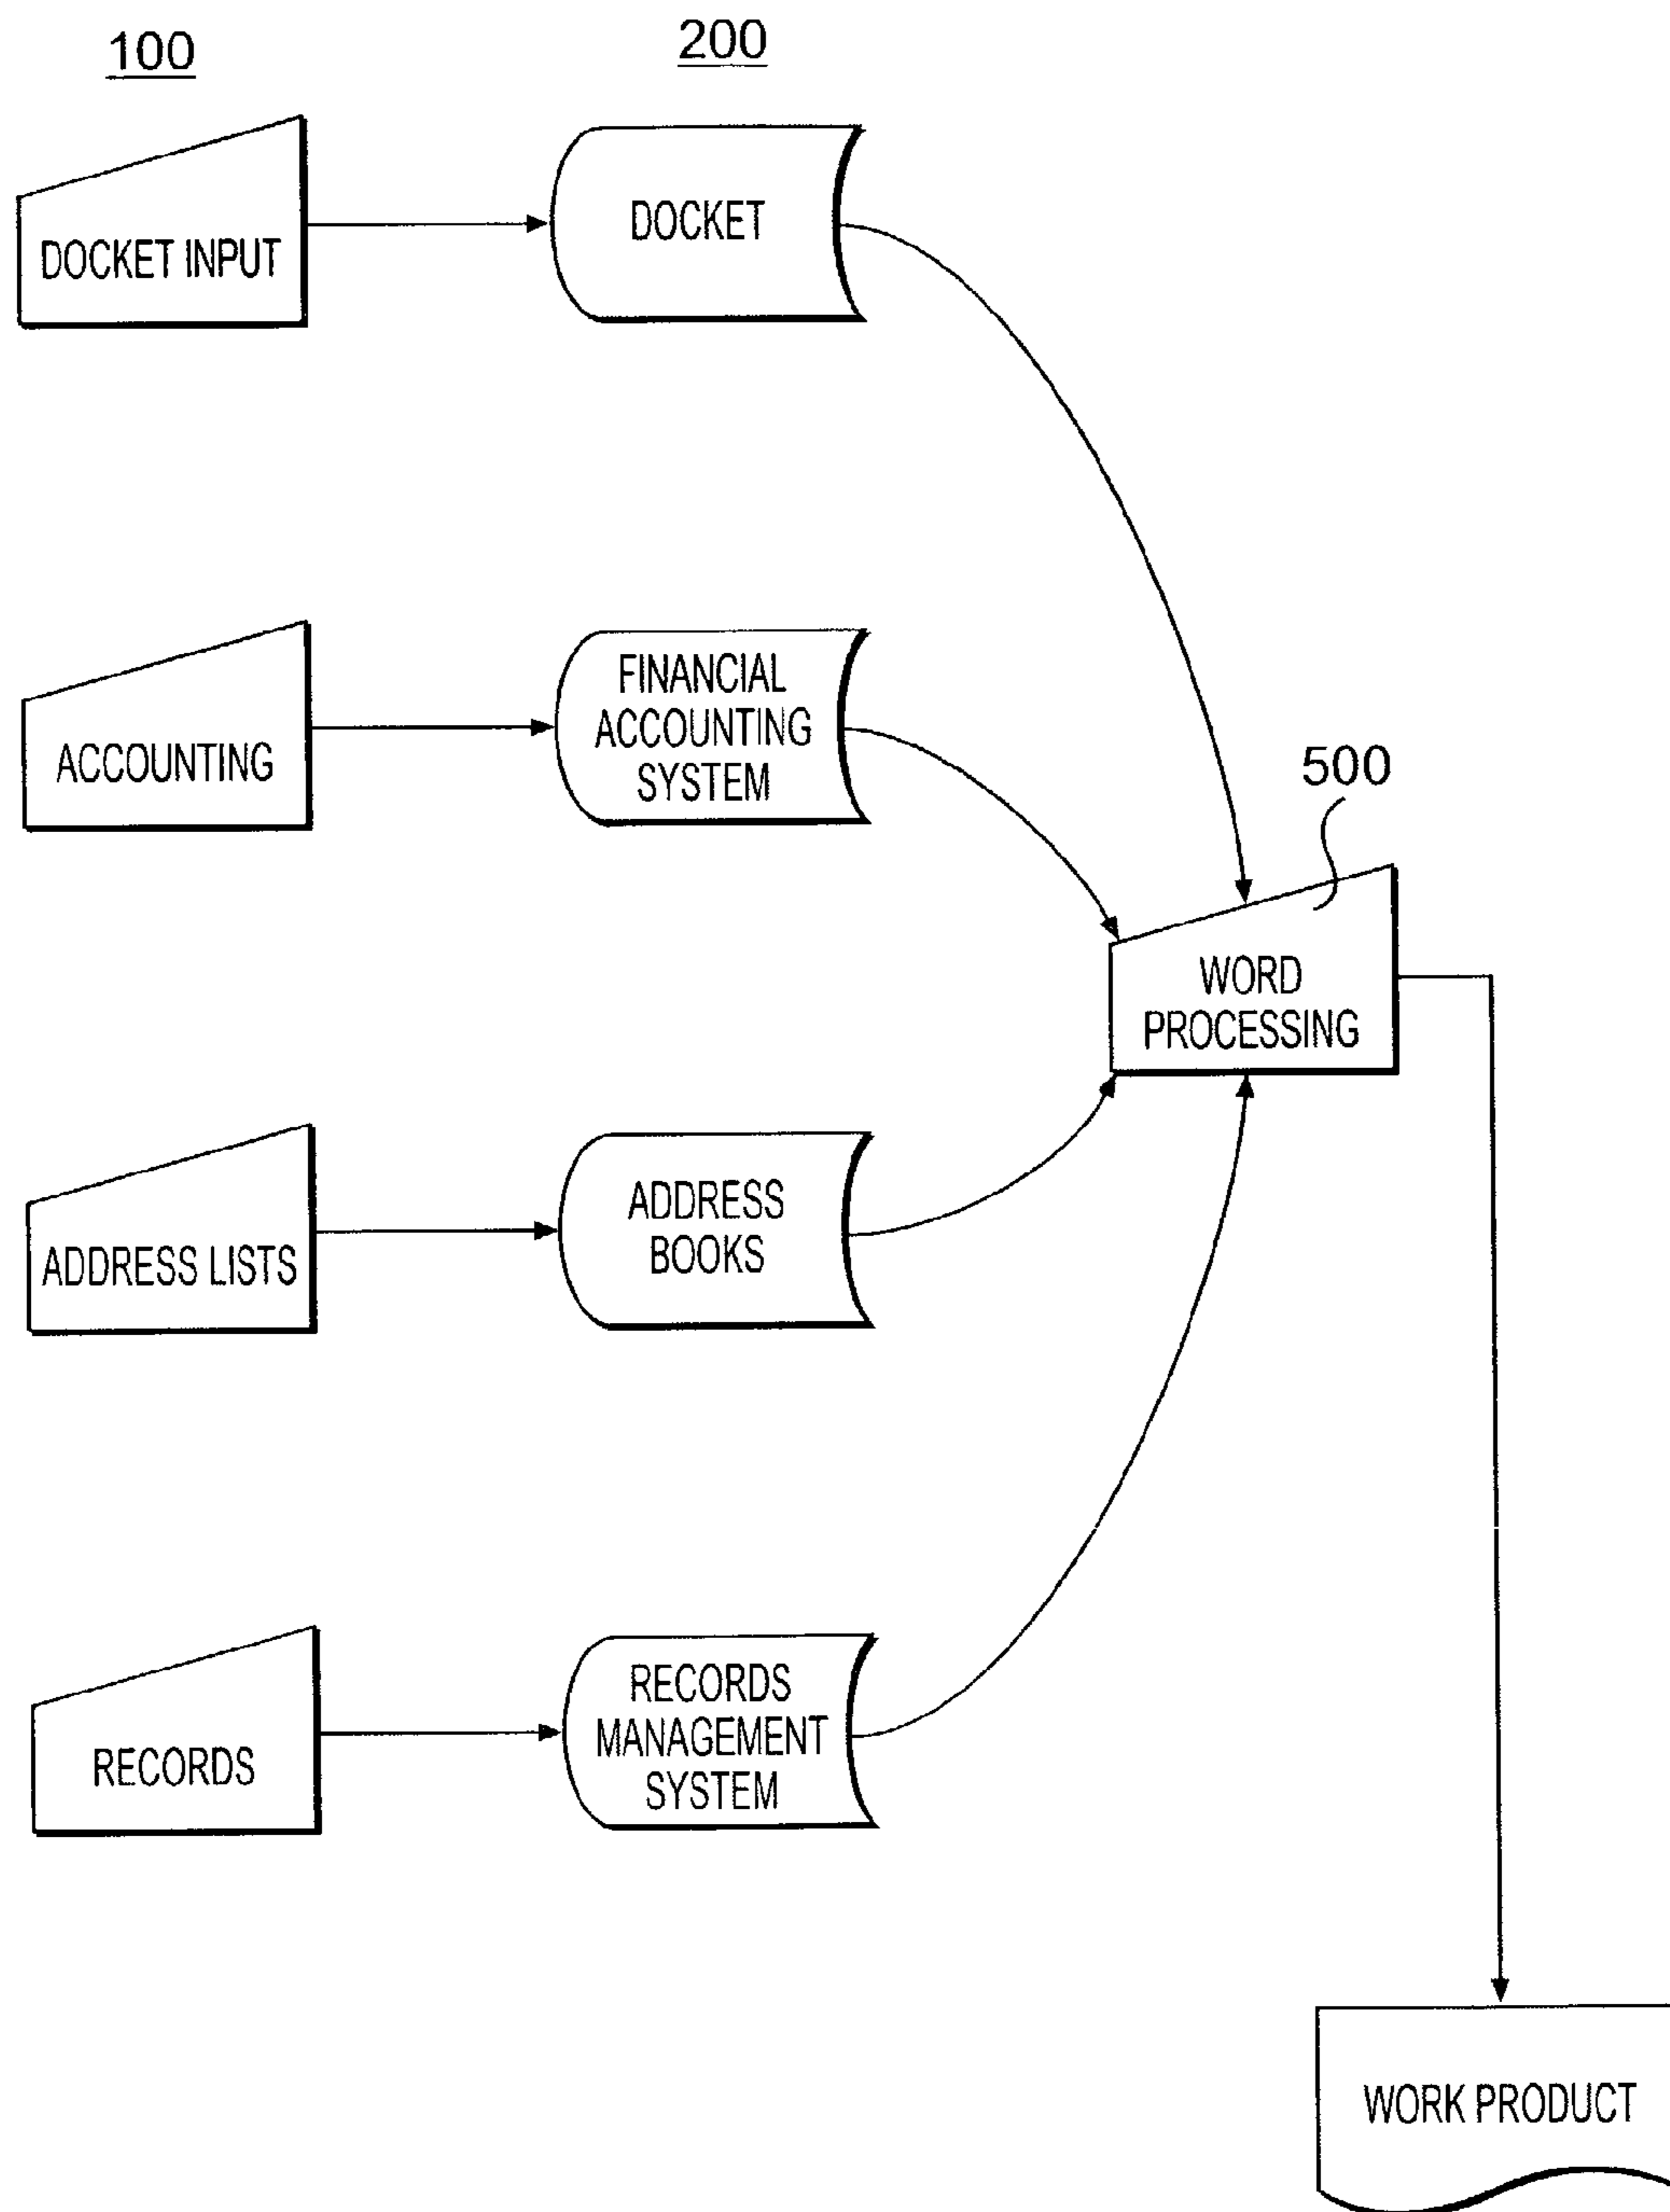 100
200
DOCKET INPUT
DOCKET
ACCOUNTING
FINANCIAL
ACCOUNTING
SYSTEM
500
WORD
PROCESSING
ADDRESS LISTS
ADDRESS
BOOKS
RECORDS
RECORDS
MANAGEMENT
SYSTEM
WORK PRODUCT